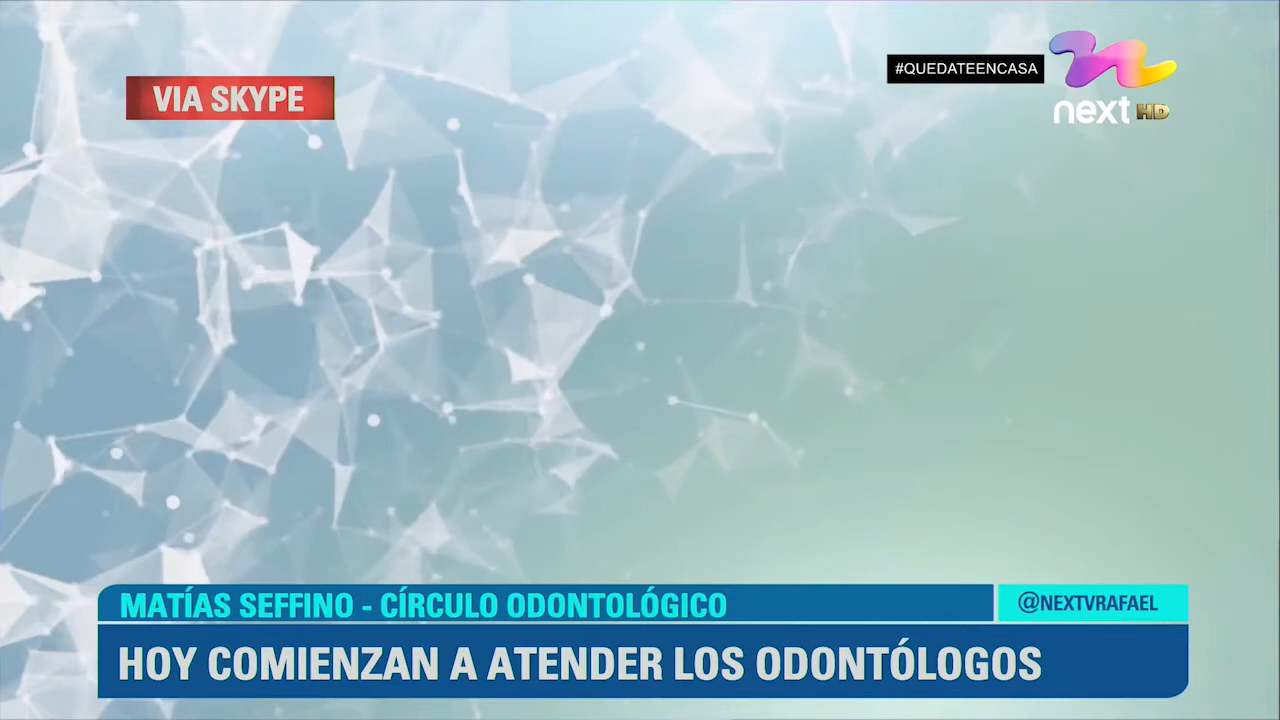 #QUEDATEENCASA
VIA SKYPE
next HD
MATÍAS SEFFINO - CÍRCULO ODONTOLÓGICO
@NEXTVRAFAEL
HOY COMIENZAN A ATENDER LOS ODONTÓLOGOS